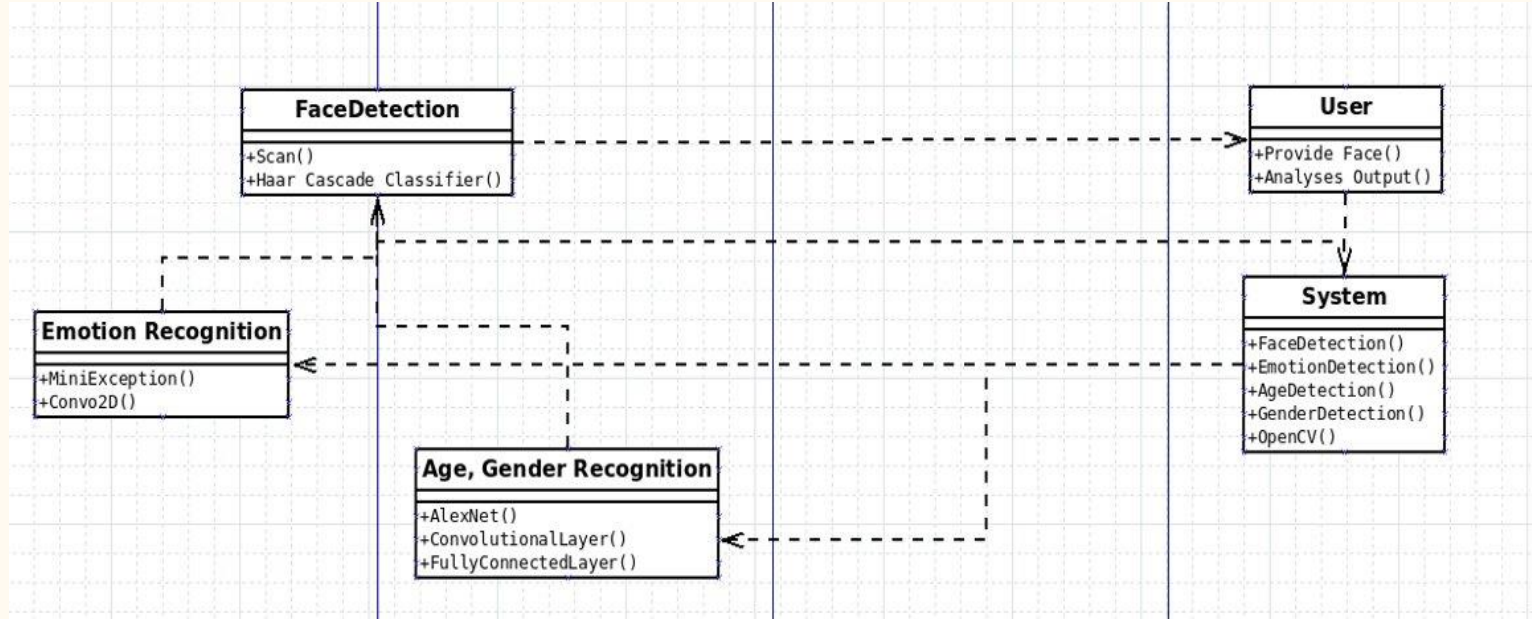 FaceDetection
+Scan()
+Haar Cascade Classifier()
User
+Provide Face()
+Analyses Output()
Emotion Recognition
+MiniException()
+Convo2D()
System
+FaceDetection()
+EmotionDetection()
+AgeDetection()
+GenderDetection()
+OpenCV()
Age, Gender Recognition
+AlexNet()
+ConvolutionalLayer()
+FullyConnectedLayer()